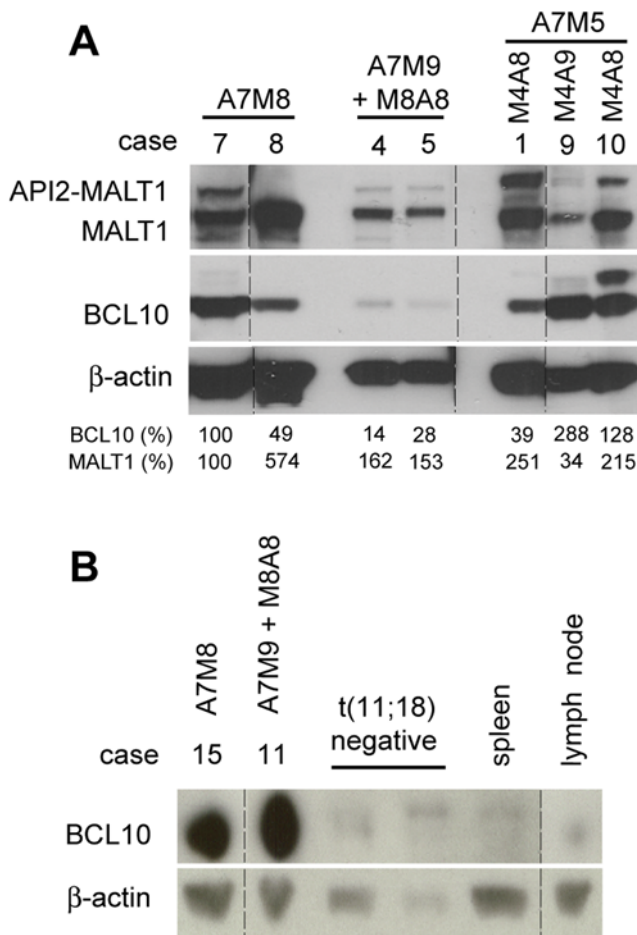 A
A7M5
A7M8
A7M9
+ M8A8
M4A8
M4A9
M4A8
case 7 8 4 5 1 9 10
API2-MALT1
MALT1
BCL10
β-actin
BCL10 (%) 100 49 14 28 39 288 128
MALT1 (%) 100 574 162 153 251 34 215
B
A7M8
A7M9 + M8A8
t(11;18)
negative
spleen
lymph node
case 15 11
BCL10
β-actin